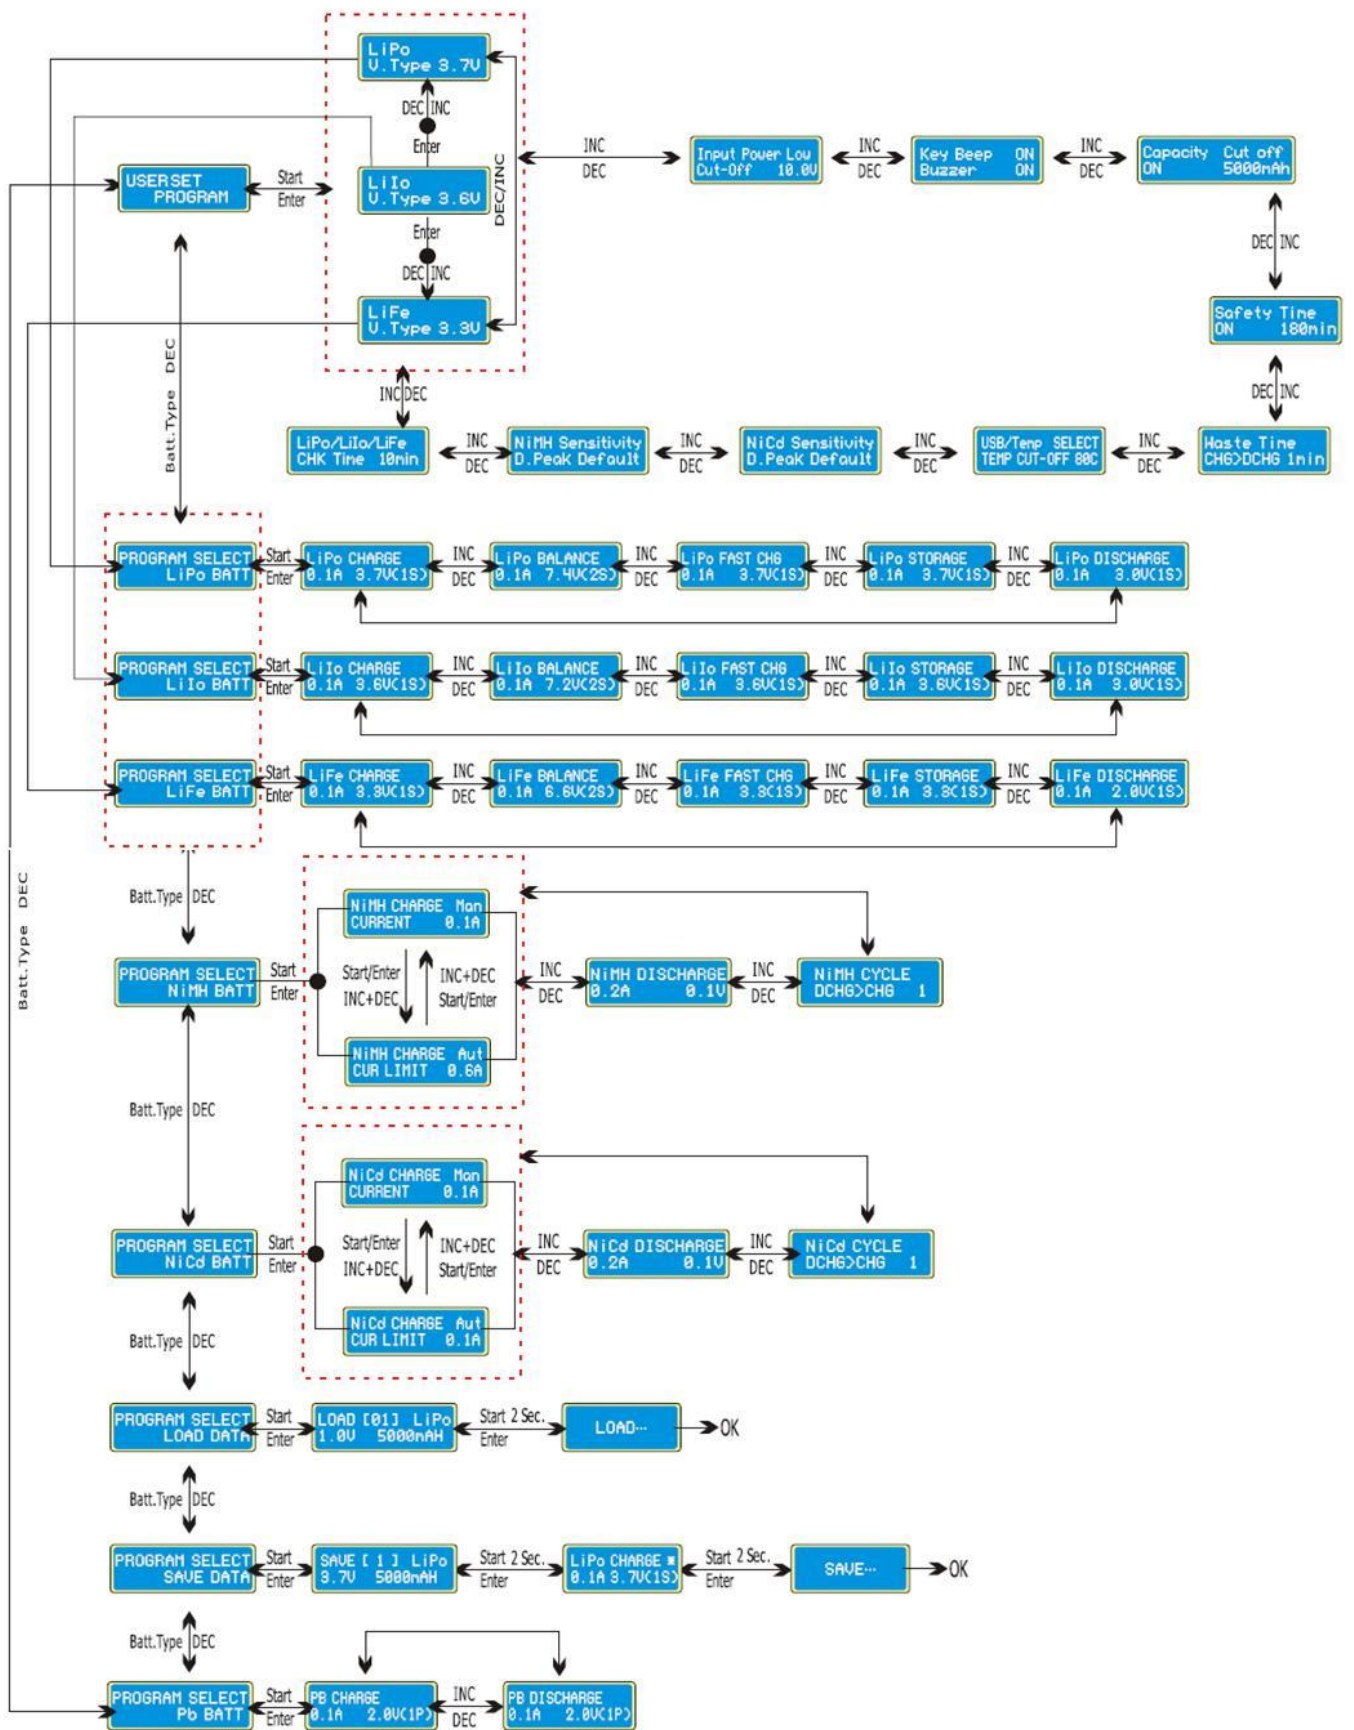 LiPo
V.Type 3.7V
DEC INC
Enter
LiIo
V.Type 3.6V
Enter
DEC INC
LiFe
V.Type 3.3V
DEC/INC
USER SET
PROGRAM
Start
Enter
INC
DEC
Input Power Low
Cut-Off 10.0V
INC
DEC
Key Beep ON
Buzzer ON
INC
DEC
Capacity Cut off
ON 5000mAh
DEC INC
Safety Time
ON 180min
DEC INC
Batt.Type DEC
INC DEC
LiPo/LiIo/LiFe
CHK Time 10min
INC
DEC
NiMH Sensitivity
D.Peak Default
INC
DEC
NiCd Sensitivity
D.Peak Default
INC
DEC
USB/Temp SELECT
TEMP CUT-OFF 80C
INC
DEC
Waste Time
CHG>DCHG 1min
PROGRAM SELECT
LiPo BATT
Start
Enter
LiPo CHARGE
0.1A 3.7V(1S)
INC
DEC
LiPo BALANCE
0.1A 7.4V(2S)
INC
DEC
LiPo FAST CHG
0.1A 3.7V(1S)
INC
DEC
LiPo STORAGE
0.1A 3.7V(1S)
INC
DEC
LiPo DISCHARGE
0.1A 3.0V(1S)
PROGRAM SELECT
LiIo BATT
Start
Enter
LiIo CHARGE
0.1A 3.6V(1S)
INC
DEC
LiIo BALANCE
0.1A 7.2V(2S)
INC
DEC
LiIo FAST CHG
0.1A 3.6V(1S)
INC
DEC
LiIo STORAGE
0.1A 3.6V(1S)
INC
DEC
LiIo DISCHARGE
0.1A 3.0V(1S)
PROGRAM SELECT
LiFe BATT
Start
Enter
LiFe CHARGE
0.1A 3.3V(1S)
INC
DEC
LiFe BALANCE
0.1A 6.6V(2S)
INC
DEC
LiFe FAST CHG
0.1A 3.3(1S)
INC
DEC
LiFe STORAGE
0.1A 3.3(1S)
INC
DEC
LiFe DISCHARGE
0.1A 2.0V(1S)
Batt.Type DEC
Batt.Type DEC
NiMH CHARGE Man
CURRENT 0.1A
PROGRAM SELECT
NiMH BATT
Start
Enter
Start/Enter
INC+DEC
INC+DEC
Start/Enter
INC
DEC
NiMH DISCHARGE
0.2A 0.1V
INC
DEC
NiMH CYCLE
DCHG>CHG 1
NiMH CHARGE Aut
CUR LIMIT 0.6A
Batt.Type DEC
NiCd CHARGE Man
CURRENT 0.1A
PROGRAM SELECT
NiCd BATT
Start
Enter
Start/Enter
INC+DEC
INC+DEC
Start/Enter
INC
DEC
NiCd DISCHARGE
0.2A 0.1V
INC
DEC
NiCd CYCLE
DCHG>CHG 1
NiCd CHARGE Aut
CUR LIMIT 0.1A
Batt.Type DEC
PROGRAM SELECT
LOAD DATA
Start
Enter
LOAD [01] LiPo
1.0V 5000mAH
Start 2 Sec.
Enter
LOAD···
OK
Batt.Type DEC
PROGRAM SELECT
SAVE DATA
Start
Enter
SAVE [ 1 ] LiPo
3.7V 5000mAH
Start 2 Sec.
Enter
LiPo CHARGE *
0.1A 3.7V(1S)
Start 2 Sec.
Enter
SAVE···
OK
Batt.Type DEC
PROGRAM SELECT
Pb BATT
Start
Enter
PB CHARGE
0.1A 2.0V(1P)
INC
DEC
PB DISCHARGE
0.1A 2.0V(1P)